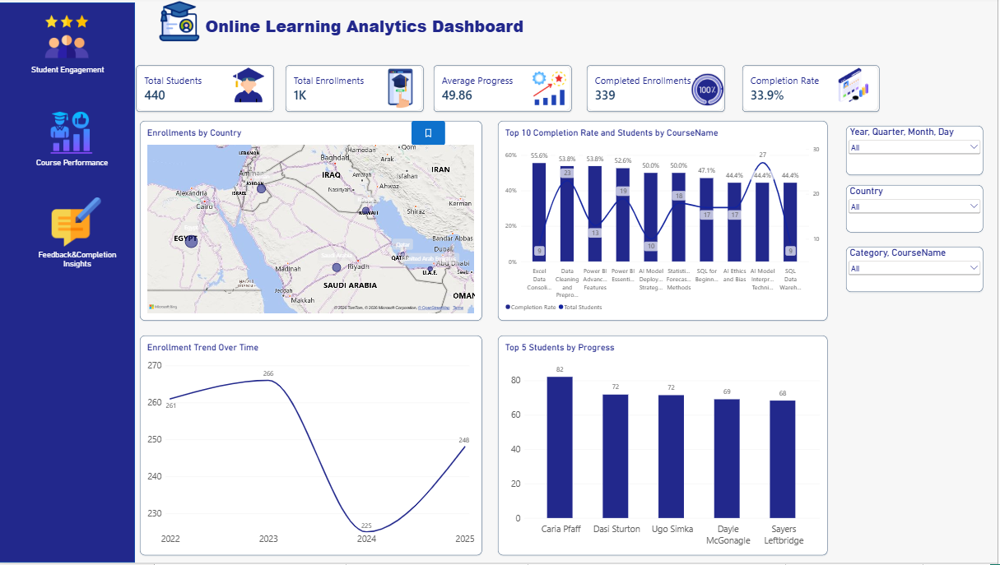 Online Learning Analytics Dashboard
Student Engagement
Course Performance
Feedback&Completion
Insights
Total Students
440
Total Enrollments
1K
Average Progress
49.86
Completed Enrollments
339
100%
Completion Rate
33.9%
Enrollments by Country
LEBANON
Hamedan
Qom
Baghdad
Arak
IRAN
Amman
IRAQ
Amarah
Isfahan
JORDAN
Nasiriyah
Ahwaz
Alexandria
ISRAEL
Cairo
Kerman
KUWAIT
Shiraz
EGYPT
Bandar Abbas
Qatar
Dubai
Saudi Arabia
QAT
United Arab Emirates
Abu Dhabi
Madinah
Riyadh
U.A.E.
Seeb
HALAIB
TRIANGLE
SAUDI ARABIA
Jeddah
Makkah
OMAN
Microsoft Bing
© 2026 TomTom, © 2026 Microsoft Corporation, © OpenStreetMap Terms
Top 10 Completion Rate and Students by CourseName
60%
40%
20%
0%
55.6%
53.8%
53.8%
52.6%
50.0%
50.0%
47.1%
44.4%
44.4%
44.4%
9
23
13
19
10
18
17
17
27
9
30
20
10
Excel
Data
Consoli...
Data
Cleaning
and
Prepro...
Power BI
Advanc...
Features
Power BI
Essenti...
AI Model
Deploy...
Strateg...
Statisti...
Forecas...
Methods
SQL for
Beginn...
AI Ethics
and Bias
AI Model
Interpr...
Techni...
SQL
Data
Wareh...
Completion Rate
Total Students
Year, Quarter, Month, Day
All
Country
All
Category, CourseName
All
Enrollment Trend Over Time
270
260
250
240
230
261
266
225
248
2022
2023
2024
2025
Top 5 Students by Progress
80
60
40
20
0
82
72
72
69
68
Caria Pfaff
Dasi Sturton
Ugo Simka
Dayle
McGonagle
Sayers
Leftbridge